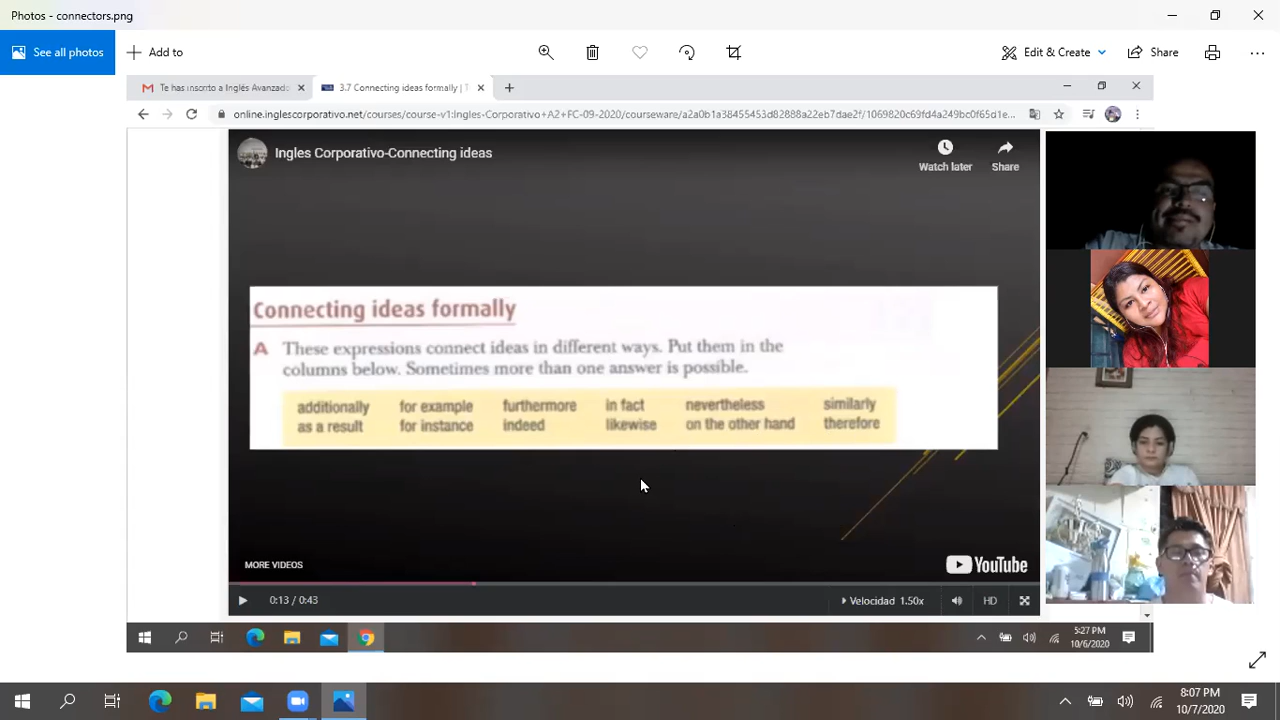 Photos - connectors.png
See all photos
Add to
Edit & Create
Share
Te has inscrito a Inglés Avanzado
3.7 Connecting ideas formally | T
online.inglescorporativo.net/courses/course-v1:Ingles-Corporativo+A2+FC-09-2020/courseware/a2a0b1a38455453d82888a22eb7dae2f/1069820c69fd4a249bc0f65d1e...
Ingles Corporativo-Connecting ideas
Watch later
Share
Connecting ideas formally
A These expressions connect ideas in different ways. Put them in the
columns below. Sometimes more than one answer is possible.
additionally for example furthermore in fact nevertheless similarly
as a result for instance indeed likewise on the other hand therefore
MORE VIDEOS
YouTube
0:13 / 0:43
Velocidad 1.50x
HD
5:27 PM
10/6/2020
8:07 PM
10/7/2020